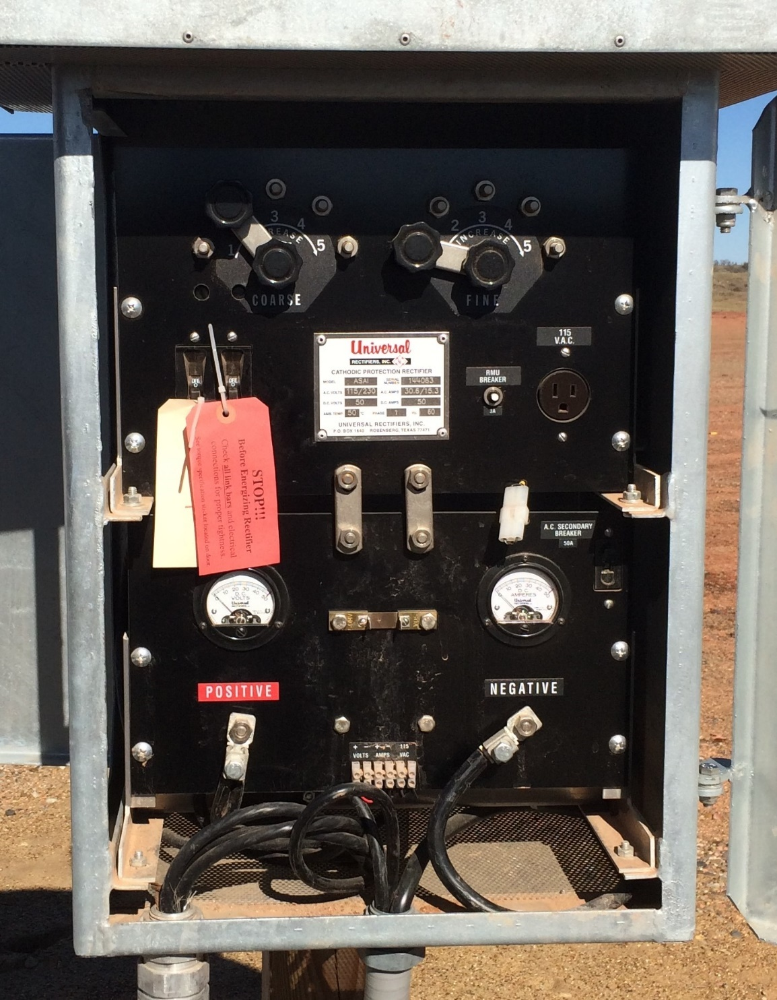 3
4
REASE
1
5
COARSE
3
2
4
INCREASE
5
FINE
115
V.A.C.
RMU
BREAKER
3A
OFF
OFF
Universal
RECTIFIERS, INC.
CATHODIC PROTECTION RECTIFIER
MODEL ASAI SERIAL NUMBER 144063
A.C. VOLTS 115/230 A.C. AMPS 30.6/15.3
D.C. VOLTS 50 D.C. AMPS 50
AMB. TEMP. 50 °C PHASE 1 Hz. 60
UNIVERSAL RECTIFIERS, INC.
P.O. BOX 1640 ROSENBERG, TEXAS 77471
STOP!!!
Before Energizing Rectifier
Check all link bars and electrical
connections for proper tightness.
See torque specification sticker located on door
A.C. SECONDARY
BREAKER
50A
10 20 30 40 50
D.C.
VOLTS
Universal
10 20 30 40 50
D.C.
AMPERES
Universal
POSITIVE
NEGATIVE
+ - + - 115
VOLTS AMPS VAC